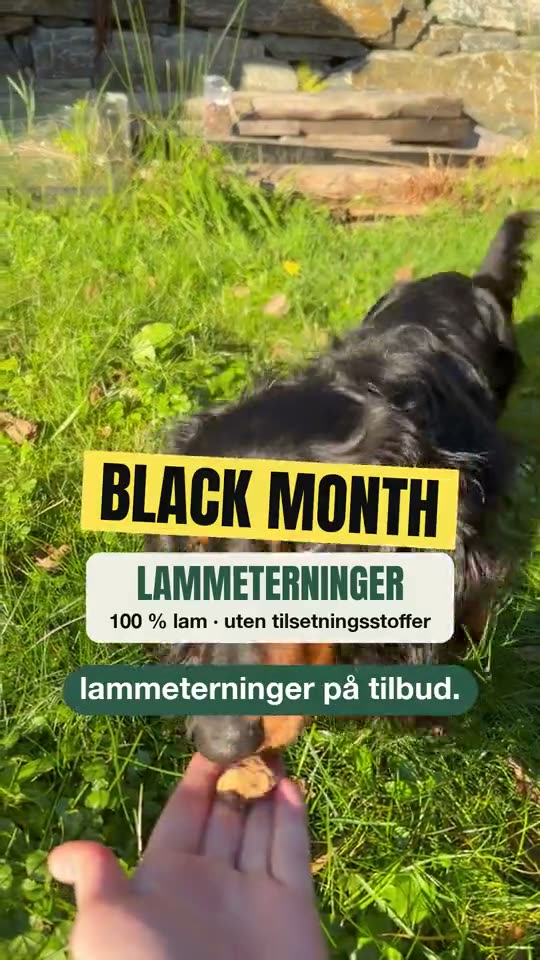 BLACK MONTH
LAMMETERNINGER
100 % lam · uten tilsetningsstoffer
lammeterninger på tilbud.